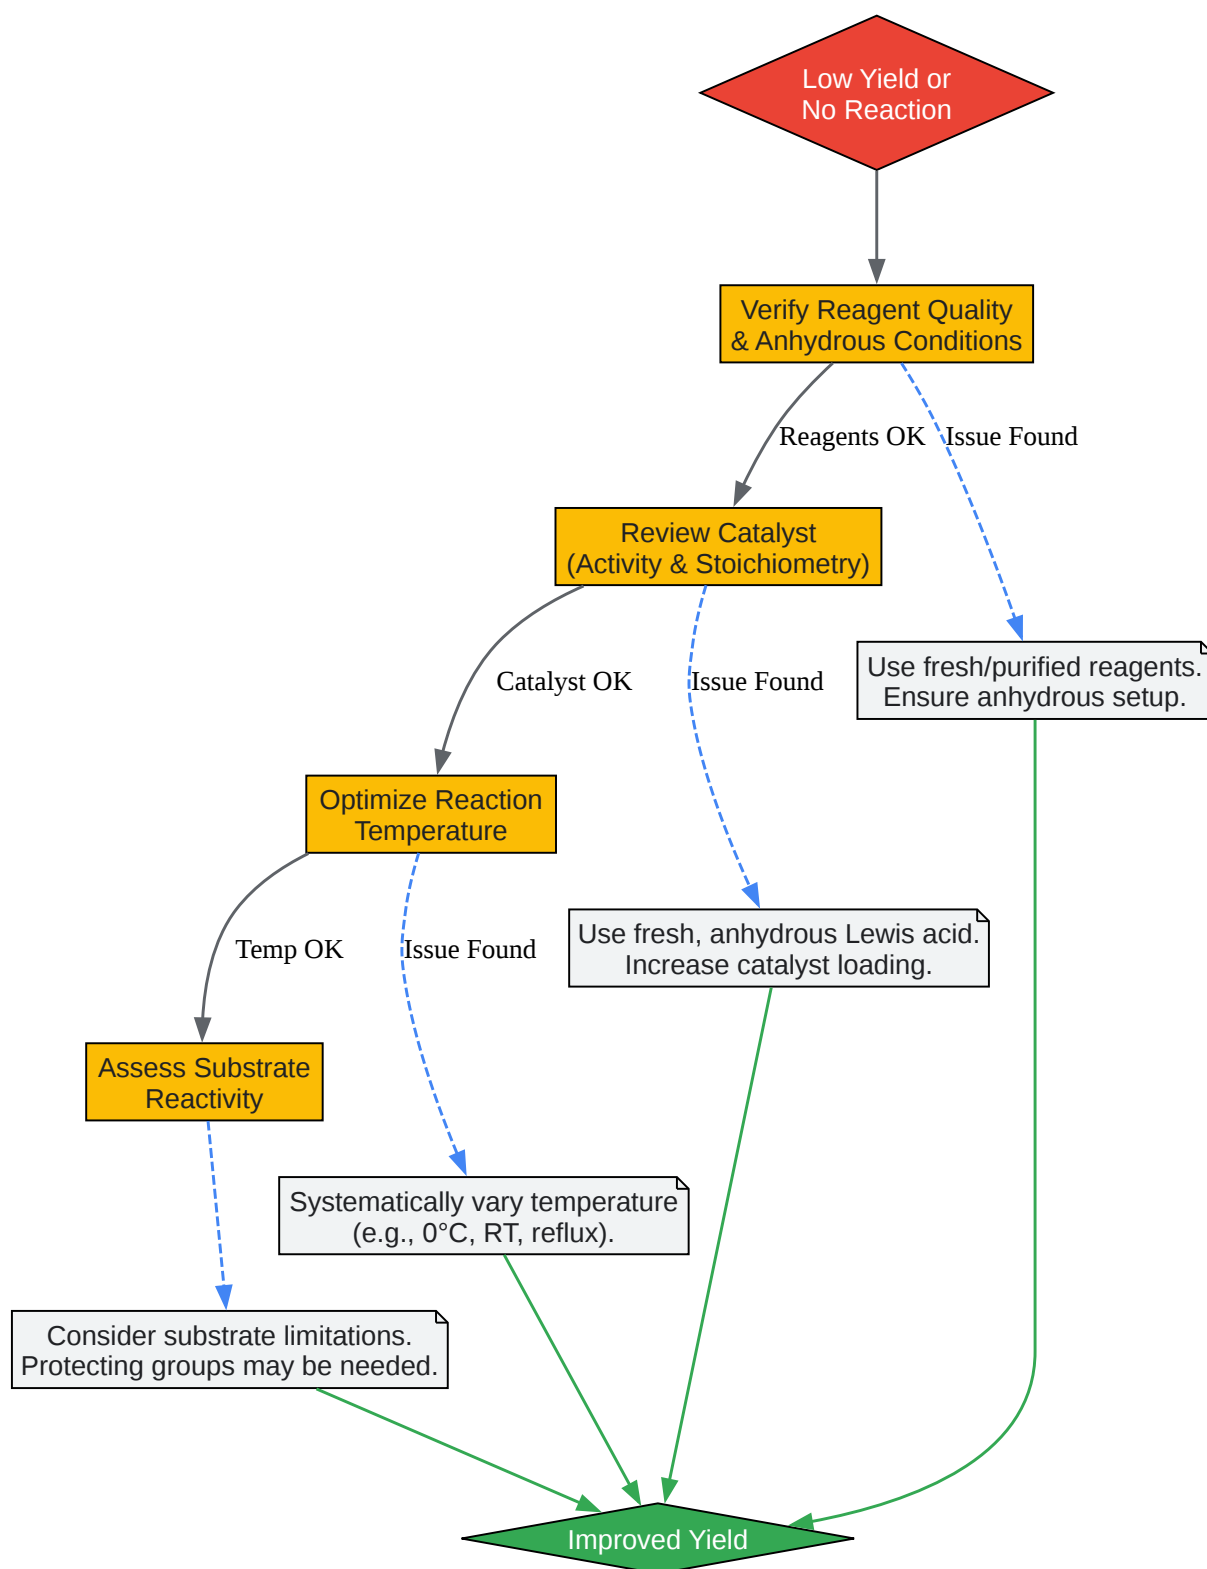 Low Yield or
No Reaction
Verify Reagent Quality
& Anhydrous Conditions
Reagents OK
Issue Found
Review Catalyst
(Activity & Stoichiometry)
Use fresh/purified reagents.
Ensure anhydrous setup.
Catalyst OK
Issue Found
Optimize Reaction
Temperature
Use fresh, anhydrous Lewis acid.
Increase catalyst loading.
Temp OK
Issue Found
Assess Substrate
Reactivity
Systematically vary temperature
(e.g., 0°C, RT, reflux).
Consider substrate limitations.
Protecting groups may be needed.
Improved Yield